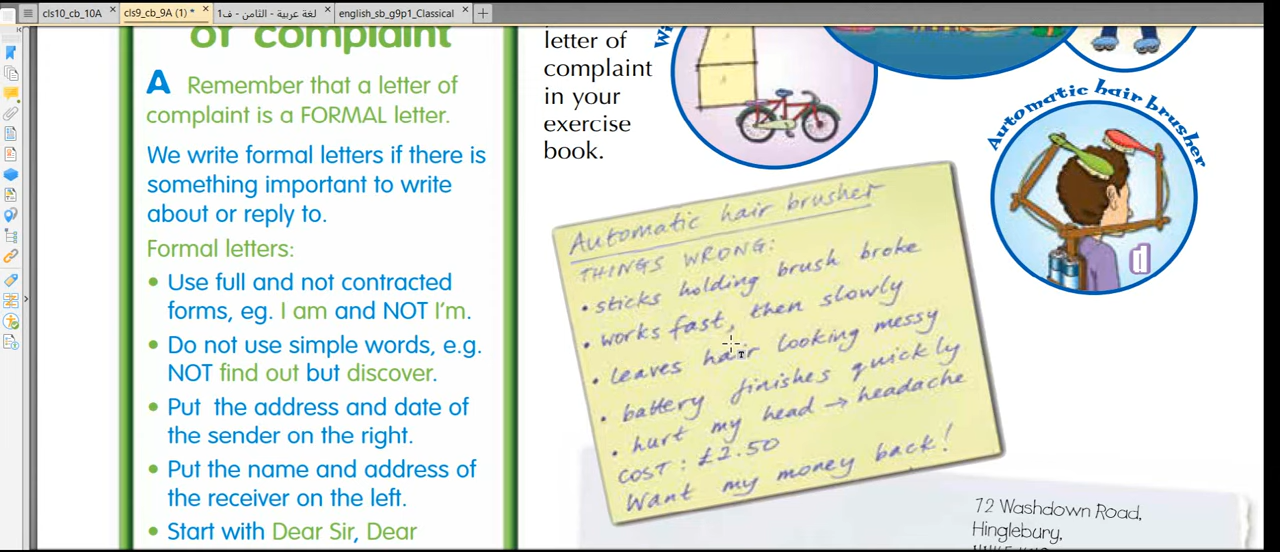 cls10_cb_10A
cls9_cb_9A (1) *
لغة عربية - الثامن - ف1
english_sb_g9p1_Classical
of complaint
A Remember that a letter of
complaint is a FORMAL letter.
We write formal letters if there is
something important to write
about or reply to.
Formal letters:
• Use full and not contracted
forms, eg. I am and NOT I'm.
• Do not use simple words, e.g.
NOT find out but discover.
• Put the address and date of
the sender on the right.
• Put the name and address of
the receiver on the left.
• Start with Dear Sir, Dear
letter of
complaint
in your
exercise
book.
Automatic hair brusher
d
Automatic hair brusher
THINGS WRONG:
• sticks holding brush broke
• works fast, then slowly
• leaves hair looking messy
• battery finishes quickly
• hurt my head → headache
COST: £2.50
Want my money back!
72 Washdown Road,
Hinglebury,